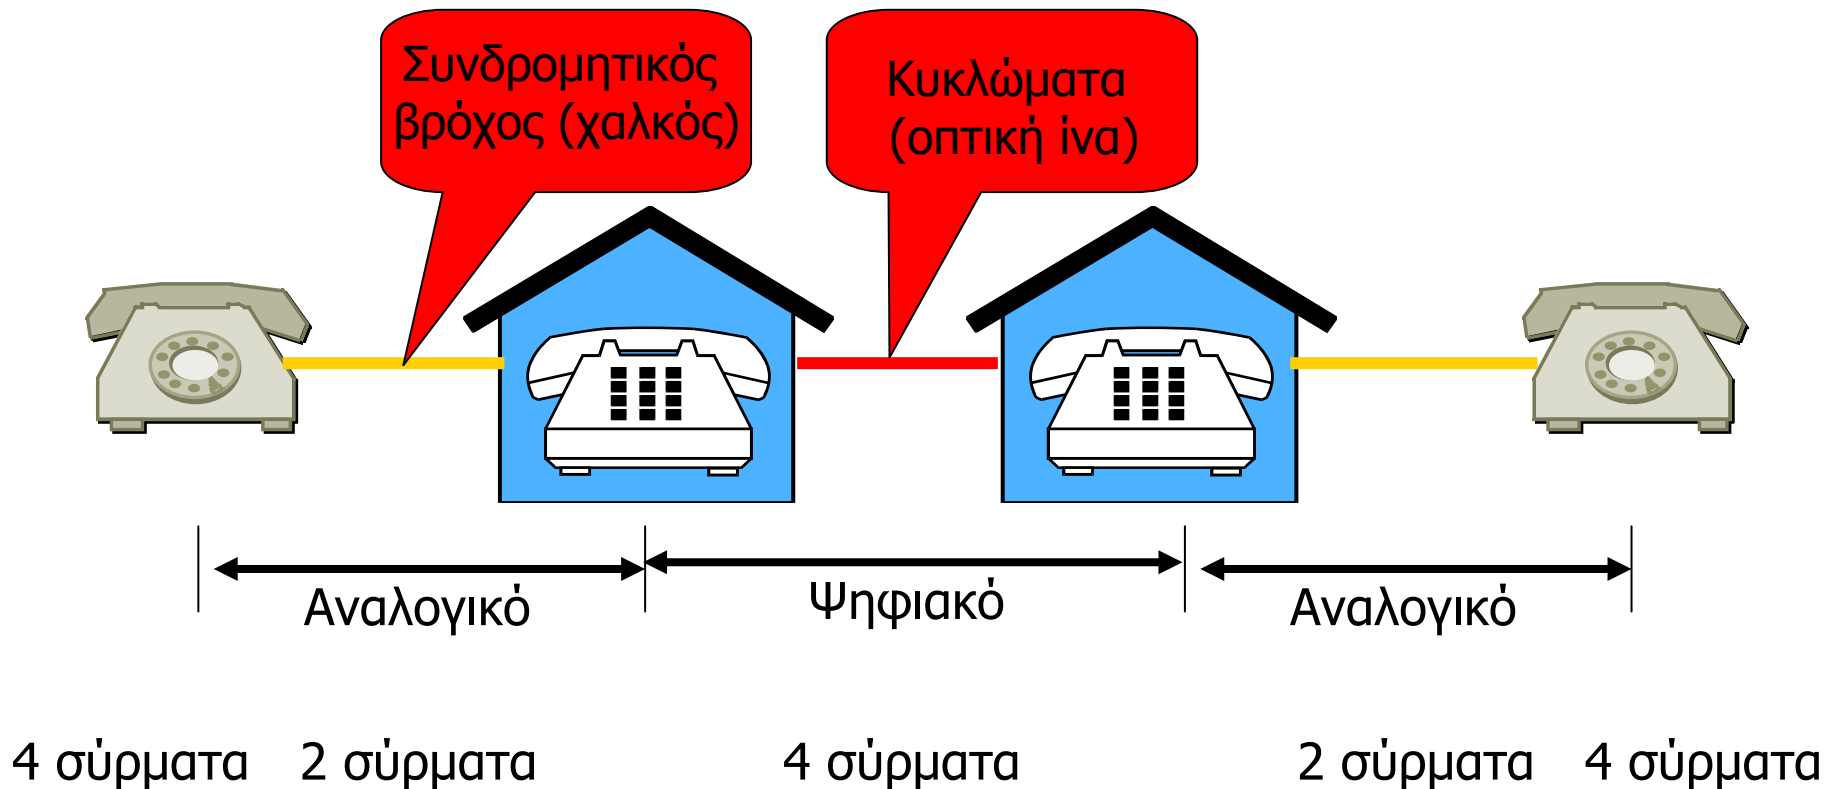 Συνδρομητικός
βρόχος (χαλκός)
Κυκλώματα
(οπτική ίνα)
Αναλογικό
Ψηφιακό
Αναλογικό
4 σύρματα
2 σύρματα
4 σύρματα
2 σύρματα
4 σύρματα